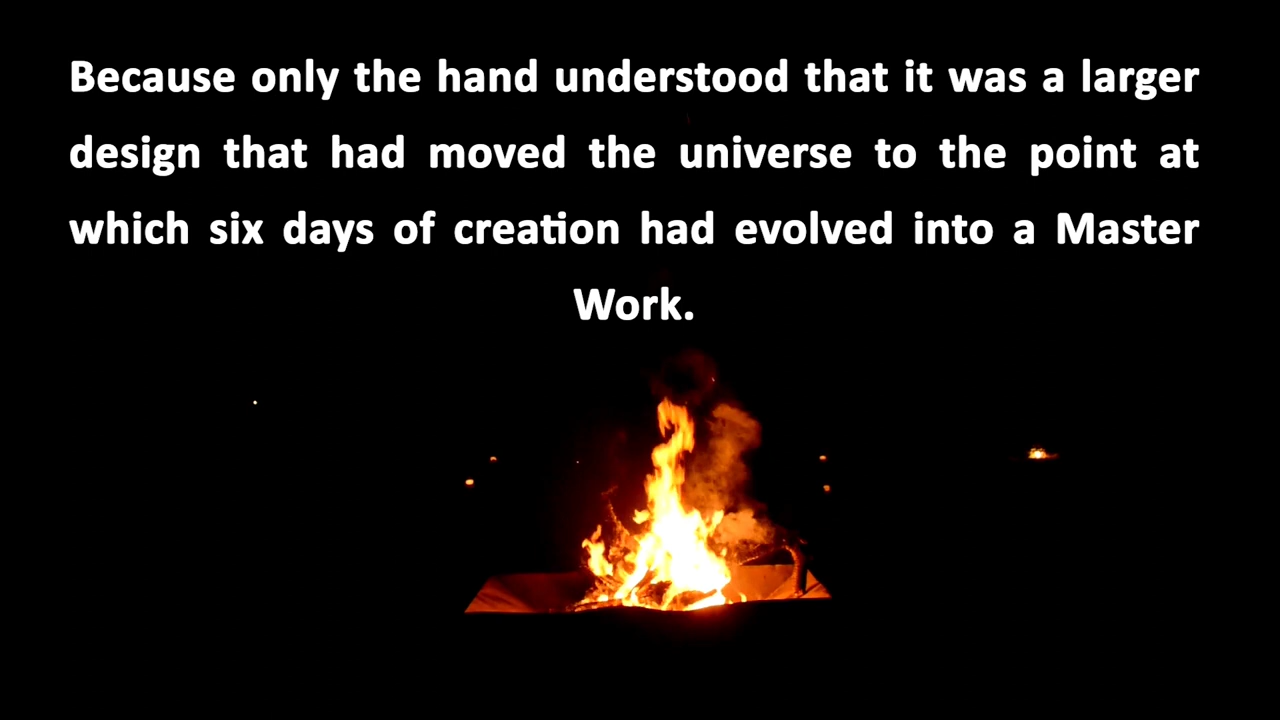 Because only the hand understood that it was a larger
design that had moved the universe to the point at
which six days of creation had evolved into a Master
Work.